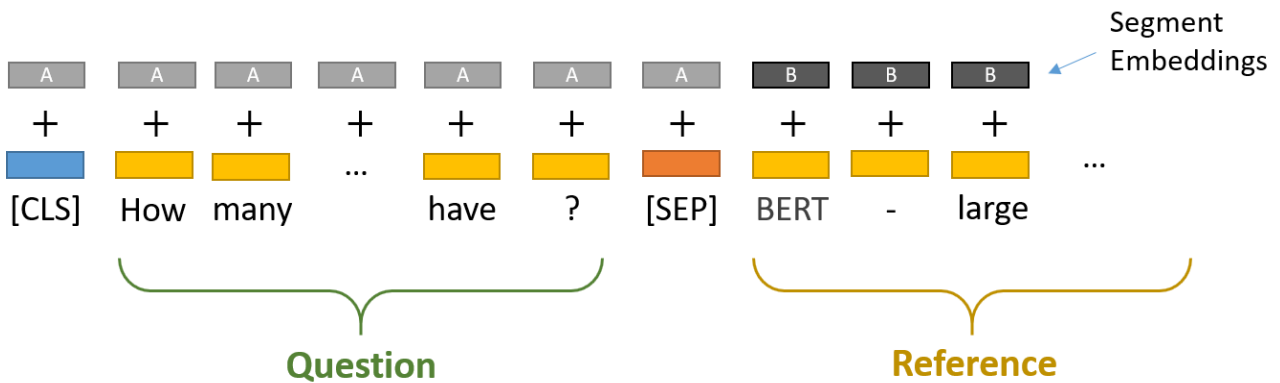 Segment
Embeddings
A A A A A A A B B B
+ + + + + + + + + +
... ...
[CLS] How many have ? [SEP] BERT - large
Question Reference